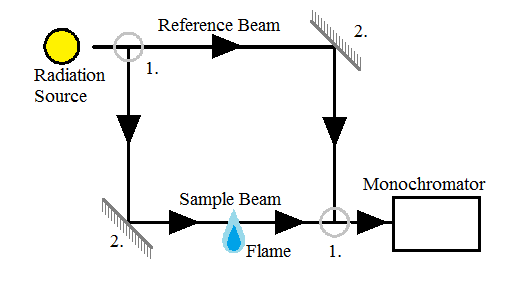 Reference Beam
2.
Radiation
Source
1.
Sample Beam
Monochromator
2.
Flame
1.